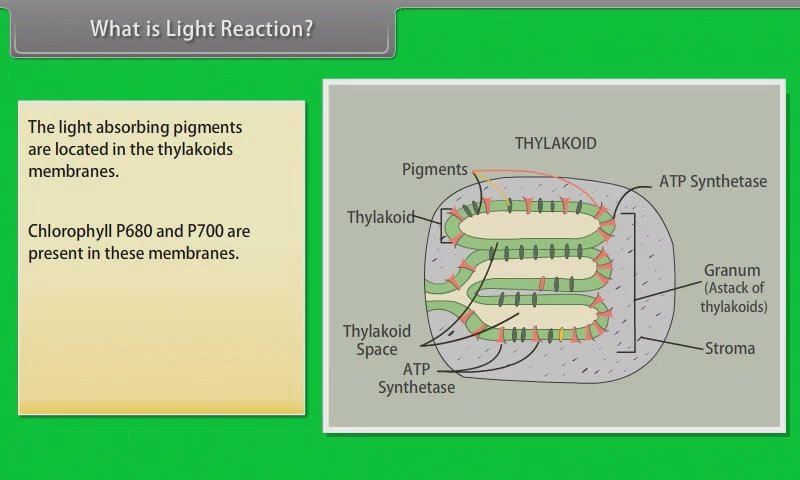 What is Light Reaction?
The light absorbing pigments
are located in the thylakoids
membranes.
Chlorophyll P680 and P700 are
present in these membranes.
THYLAKOID
Pigments
ATP Synthetase
Thylakoid
Granum
(Astack of
thylakoids)
Thylakoid
Space
Stroma
ATP
Synthetase